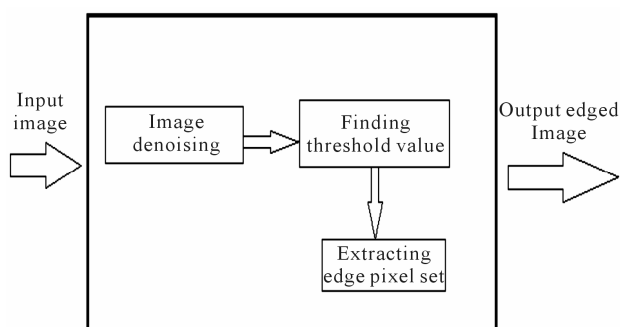 Input
image
Image
denoising
Finding
threshold value
Extracting
edge pixel set
Output edged
Image